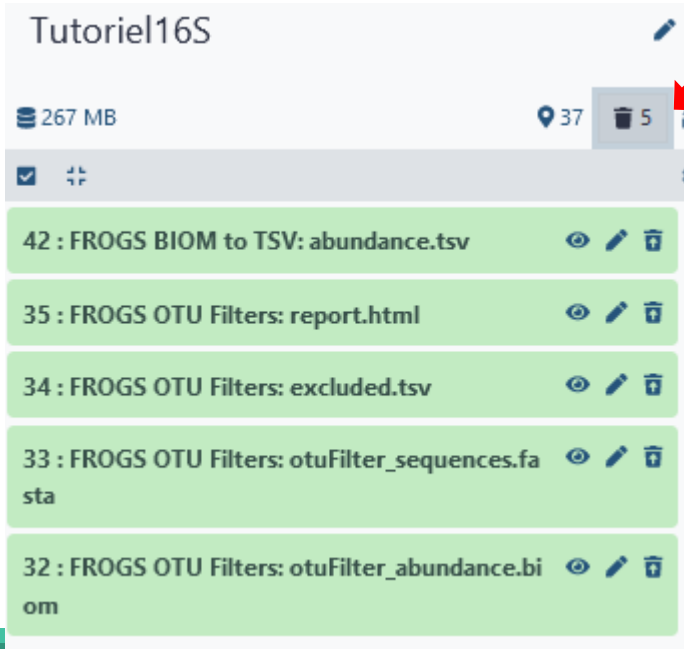 Tutoriel16S
267 MB 37 5
42 : FROGS BIOM to TSV: abundance.tsv
35 : FROGS OTU Filters: report.html
34 : FROGS OTU Filters: excluded.tsv
33 : FROGS OTU Filters: otuFilter_sequences.fa
sta
32 : FROGS OTU Filters: otuFilter_abundance.bi
om